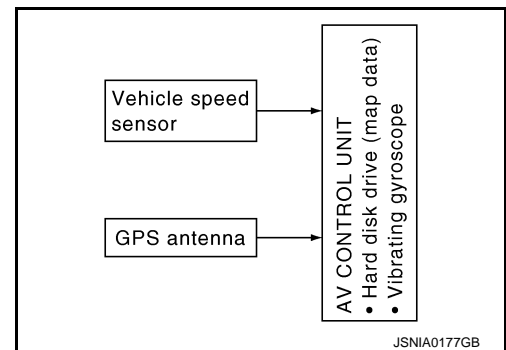 Vehicle speed
sensor
GPS antenna
AV CONTROL UNIT
• Hard disk drive (map data)
• Vibrating gyroscope
JSNIA0177GB